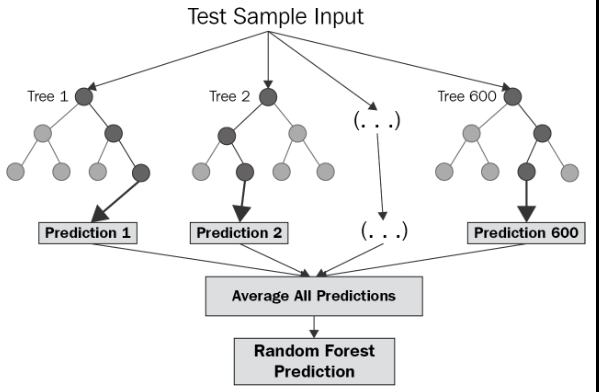 Test Sample Input
Tree 1
Tree 2
(. . .)
Tree 600
(. . .)
Prediction 1
Prediction 2
Prediction 600
Average All Predictions
Random Forest
Prediction